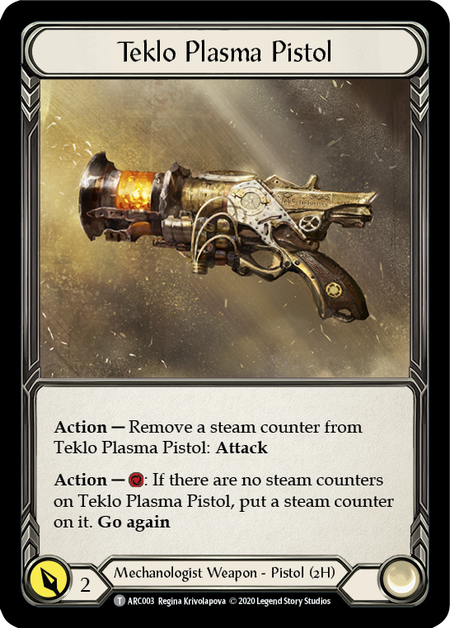 Teklo Plasma Pistol
Action — Remove a steam counter from
Teklo Plasma Pistol: Attack
Action — : If there are no steam counters
on Teklo Plasma Pistol, put a steam counter
on it. Go again
2
Mechanologist Weapon - Pistol (2H)
T ARC003 Regina Krivolapova © 2020 Legend Story Studios